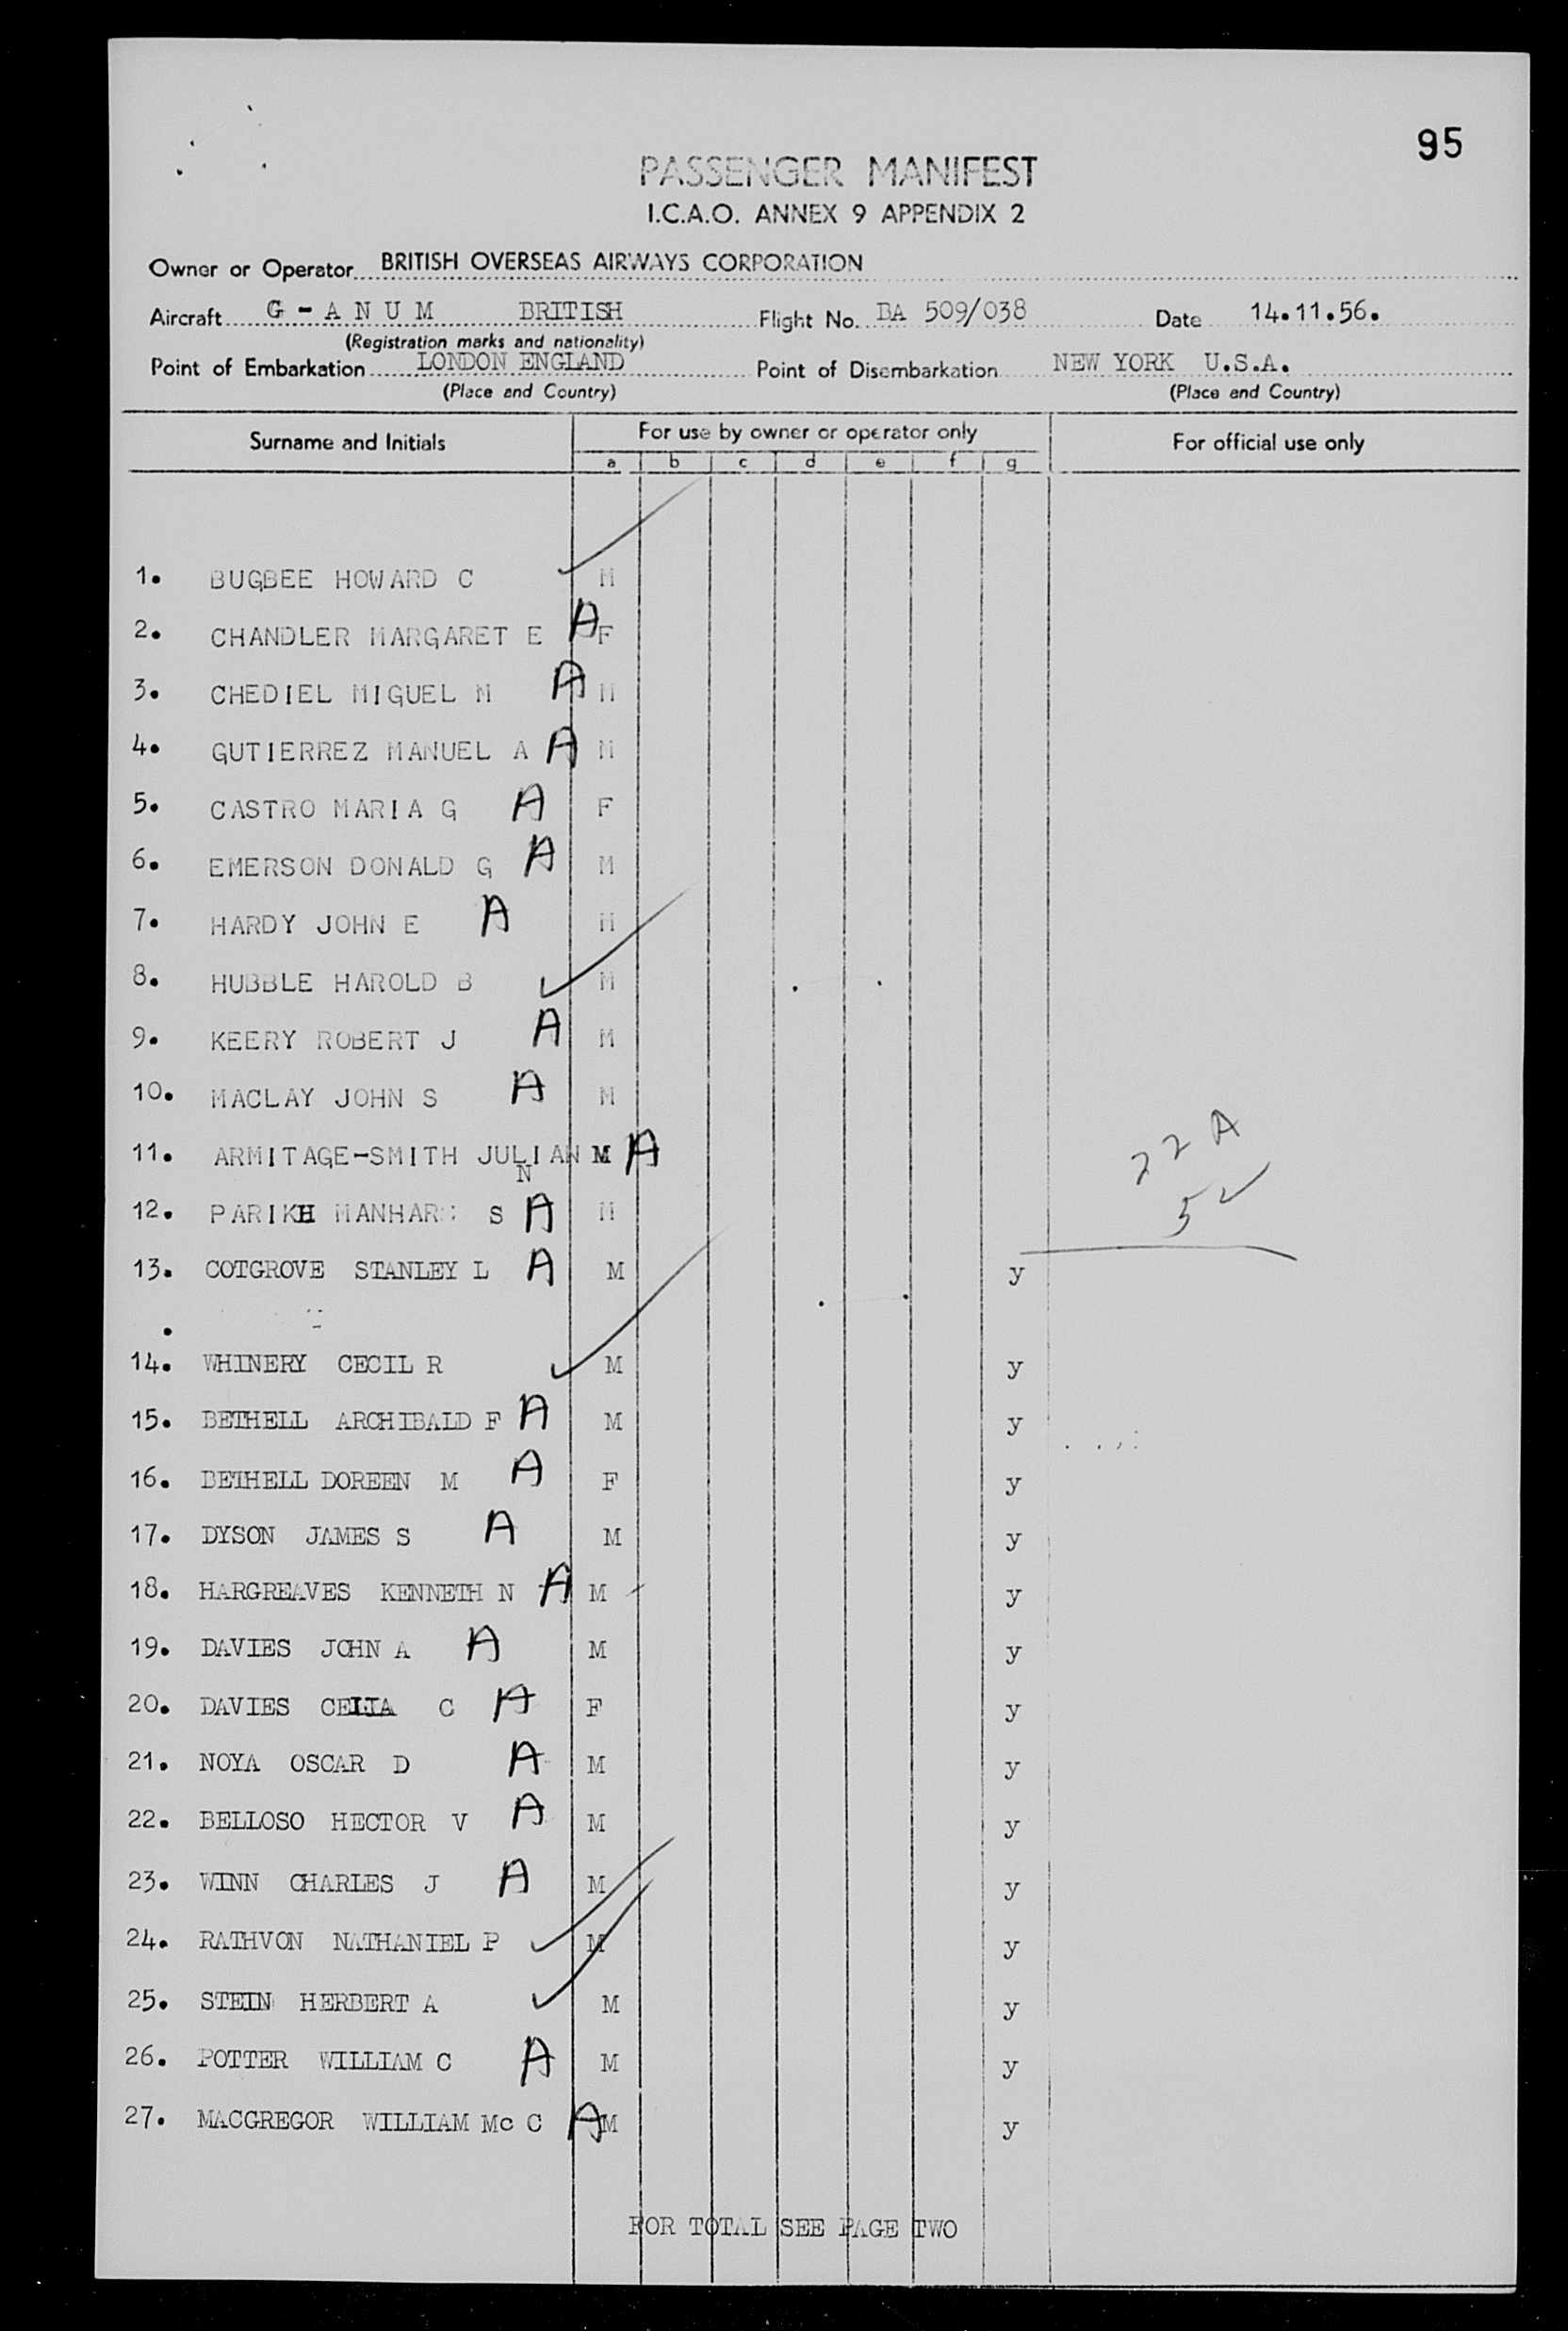 95
PASSENGER MANIFEST
I.C.A.O. ANNEX 9 APPENDIX 2
Owner or Operator BRITISH OVERSEAS AIRWAYS CORPORATION
Aircraft G - A N U M BRITISH Flight No. BA 509/038 Date 14.11.56.
(Registration marks and nationality)
Point of Embarkation LONDON ENGLAND Point of Disembarkation NEW YORK U.S.A.
(Place and Country) (Place and Country)
Surname and Initials For use by owner or operator only For official use only
a b c d e f g
1. BUGBEE HOWARD C ✓ M
2. CHANDLER MARGARET E A F
3. CHEDIEL MIGUEL M A M
4. GUTIERREZ MANUEL A A M
5. CASTRO MARIA G A F
6. EMERSON DONALD G A M
7. HARDY JOHN E A M
8. HUBBLE HAROLD B ✓ M
9. KEERY ROBERT J A M
10. MACLAY JOHN S A M
11. ARMITAGE-SMITH JULIAN M A
N
22 A
12. PARIKH S A M
5 ✓
13. COTGROVE STANLEY L A M y
14. WHINERY CECIL R ✓ M y
15. BETHELL ARCHIBALD F A M y
16. BETHELL DOREEN M A F y
17. DYSON JAMES S A M y
18. HARGREAVES KENNETH N A M y
19. DAVIES JOHN A A M y
20. DAVIES CELIA C A F y
21. NOYA OSCAR D A M y
22. BELLOSO HECTOR V A M y
23. WINN CHARLES J A M y
24. RATHVON NATHANIEL P ✓ M y
25. STEIN HERBERT A ✓ M y
26. POTTER WILLIAM C A M y
27. MACGREGOR WILLIAM Mc C A M y
FOR TOTAL SEE PAGE TWO